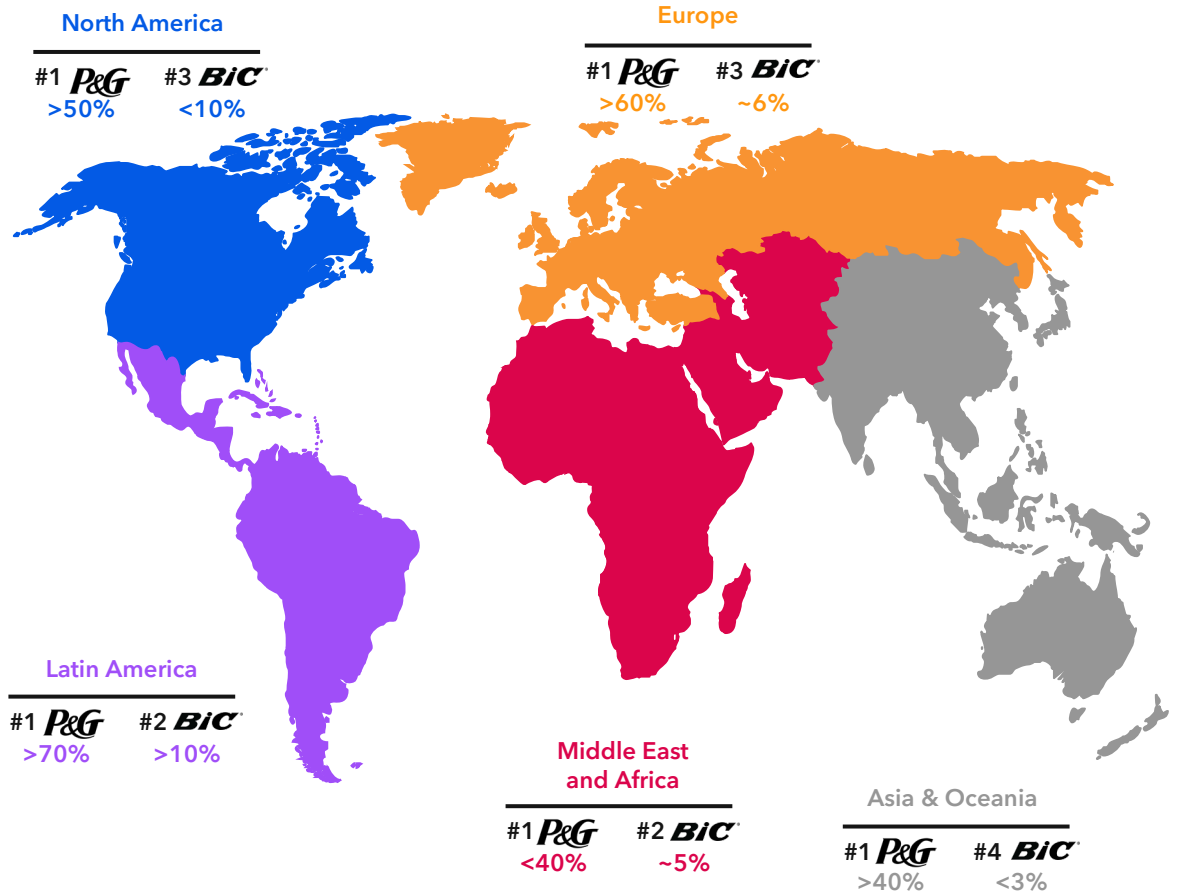 North America
#1 P&G #3 BiC
>50% <10%
Europe
#1 P&G #3 BiC
>60% ~6%
Latin America
#1 P&G #2 BiC
>70% >10%
Middle East
and Africa
#1 P&G #2 BiC
<40% ~5%
Asia & Oceania
#1 P&G #4 BiC
>40% <3%